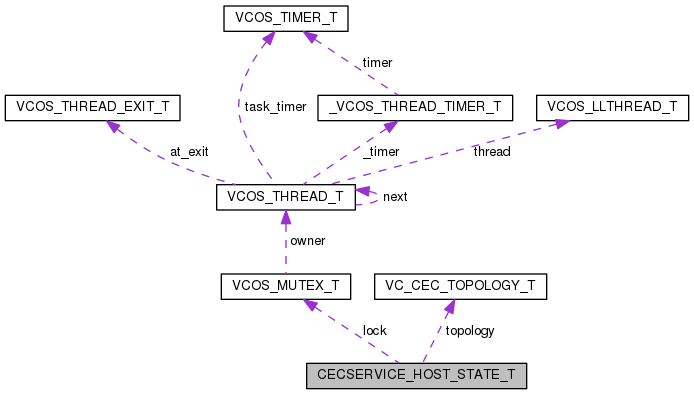 VCOS_TIMER_T
timer
VCOS_THREAD_EXIT_T
task_timer
_VCOS_THREAD_TIMER_T
VCOS_LLTHREAD_T
at_exit
_timer
thread
VCOS_THREAD_T
next
owner
VCOS_MUTEX_T
VC_CEC_TOPOLOGY_T
lock
topology
CECSERVICE_HOST_STATE_T